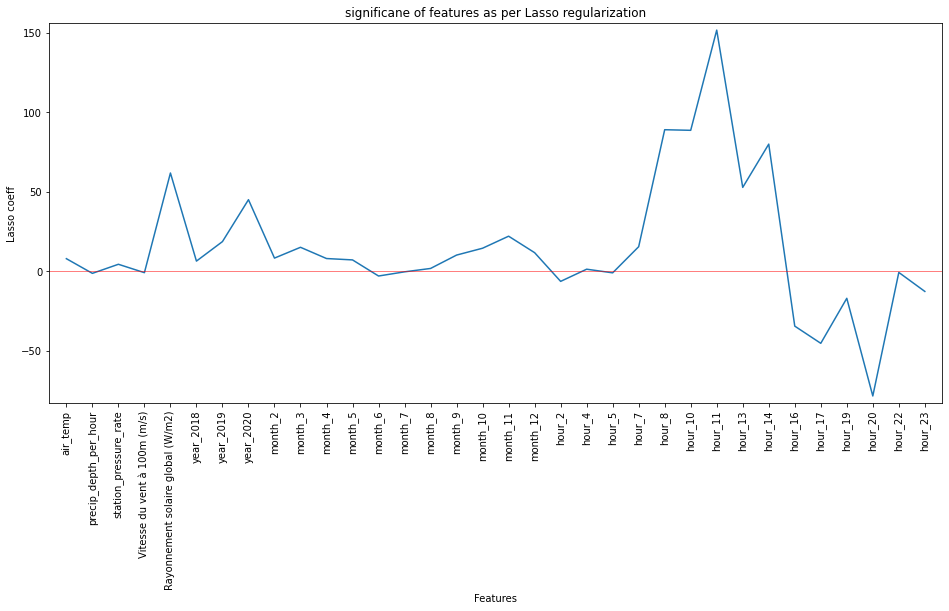 significane of features as per Lasso regularization
Lasso coeff
150
100
50
0
−50
air_temp
precip_depth_per_hour
station_pressure_rate
Vitesse du vent à 100m (m/s)
Rayonnement solaire global (W/m2)
year_2018
year_2019
year_2020
month_2
month_3
month_4
month_5
month_6
month_7
month_8
month_9
month_10
month_11
month_12
hour_2
hour_4
hour_5
hour_7
hour_8
hour_10
hour_11
hour_13
hour_14
hour_16
hour_17
hour_19
hour_20
hour_22
hour_23
Features